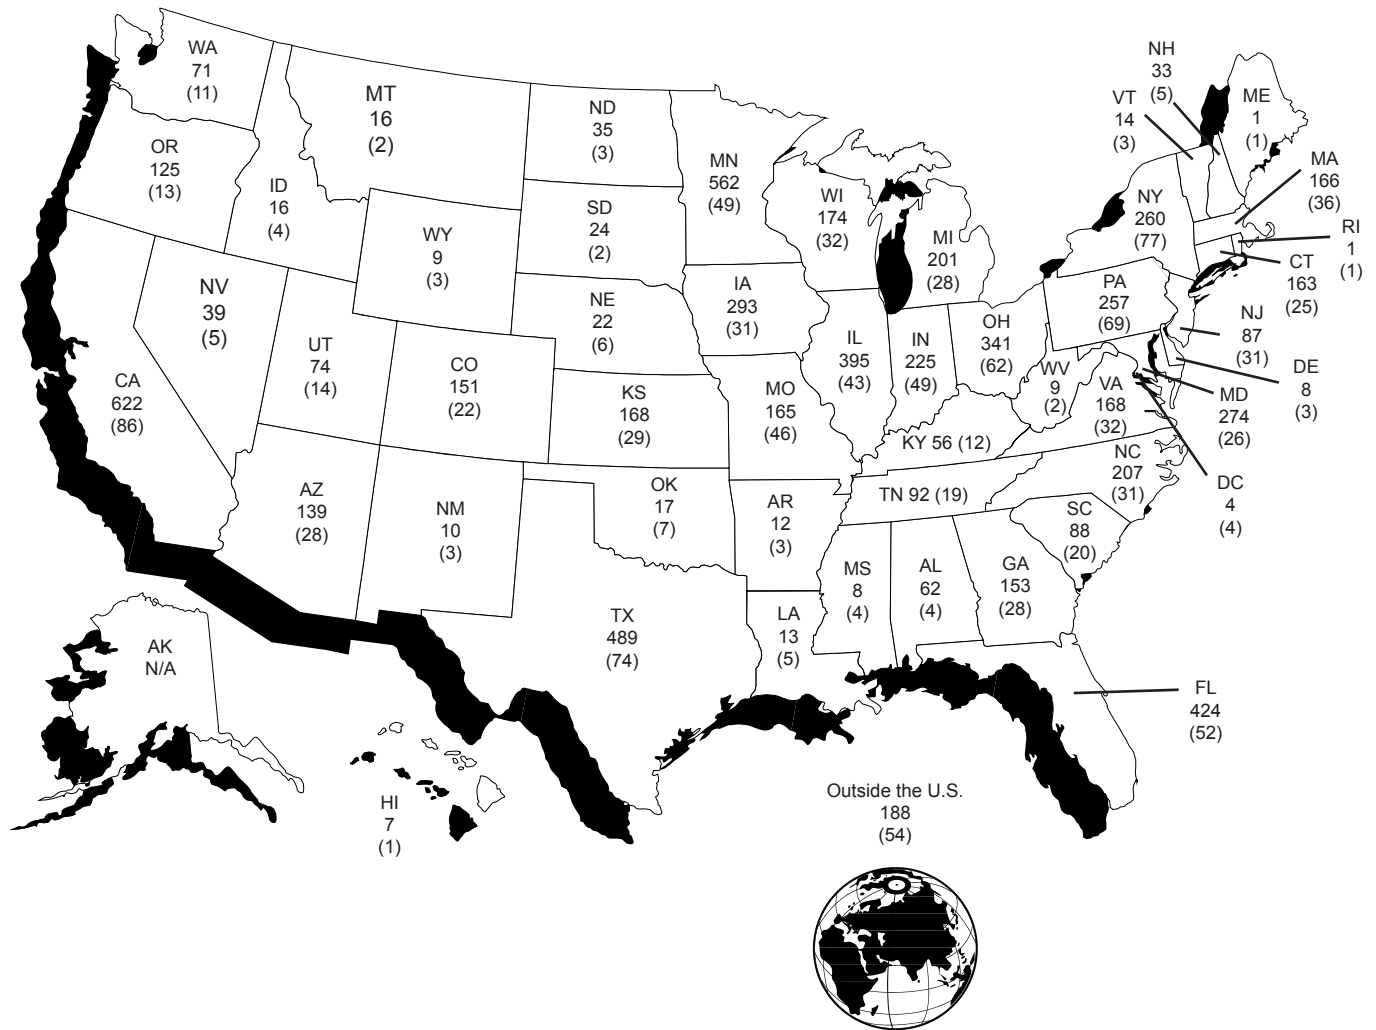 WA
71
(11)
OR
125
(13)
CA
622
(86)
NV
39
(5)
ID
16
(4)
MT
16
(2)
WY
9
(3)
UT
74
(14)
CO
151
(22)
AZ
139
(28)
NM
10
(3)
ND
35
(3)
SD
24
(2)
NE
22
(6)
KS
168
(29)
OK
17
(7)
TX
489
(74)
MN
562
(49)
IA
293
(31)
MO
165
(46)
AR
12
(3)
LA
13
(5)
WI
174
(32)
IL
395
(43)
MI
201
(28)
IN
225
(49)
OH
341
(62)
KY 56 (12)
TN 92 (19)
MS
8
(4)
AL
62
(4)
GA
153
(28)
FL
424
(52)
SC
88
(20)
NC
207
(31)
VA
168
(32)
WV
9
(2)
PA
257
(69)
NY
260
(77)
VT
14
(3)
NH
33
(5)
ME
1
(1)
MA
166
(36)
RI
1
(1)
CT
163
(25)
NJ
87
(31)
DE
8
(3)
MD
274
(26)
DC
4
(4)
AK
N/A
HI
7
(1)
Outside the U.S.
188
(54)